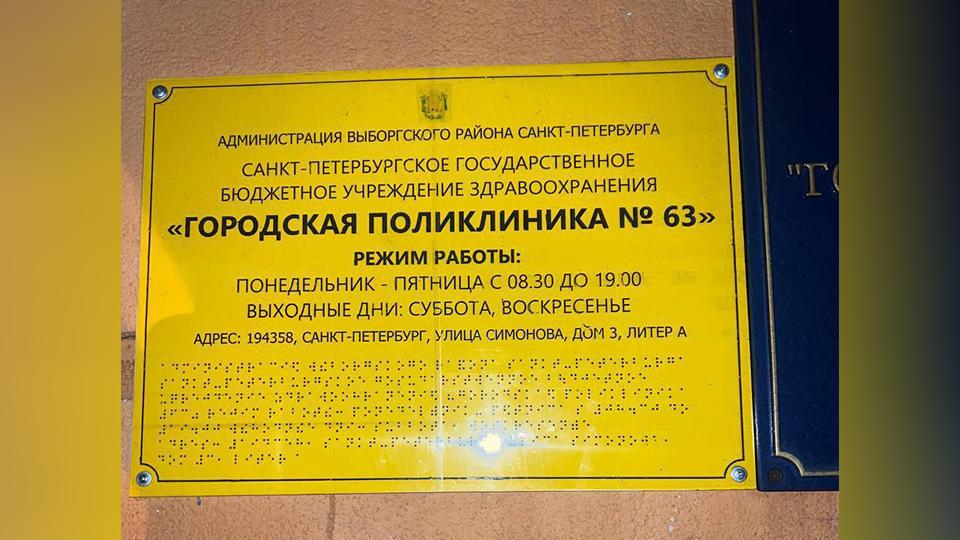 АДМИНИСТРАЦИЯ ВЫБОРГСКОГО РАЙОНА САНКТ-ПЕТЕРБУРГА
САНКТ-ПЕТЕРБУРГСКОЕ ГОСУДАРСТВЕННОЕ
БЮДЖЕТНОЕ УЧРЕЖДЕНИЕ ЗДРАВООХРАНЕНИЯ
«ГОРОДСКАЯ ПОЛИКЛИНИКА № 63»
РЕЖИМ РАБОТЫ:
ПОНЕДЕЛЬНИК - ПЯТНИЦА С 08.30 ДО 19.00
ВЫХОДНЫЕ ДНИ: СУББОТА, ВОСКРЕСЕНЬЕ
АДРЕС: 194358, САНКТ-ПЕТЕРБУРГ, УЛИЦА СИМОНОВА, ДОМ 3, ЛИТЕР А